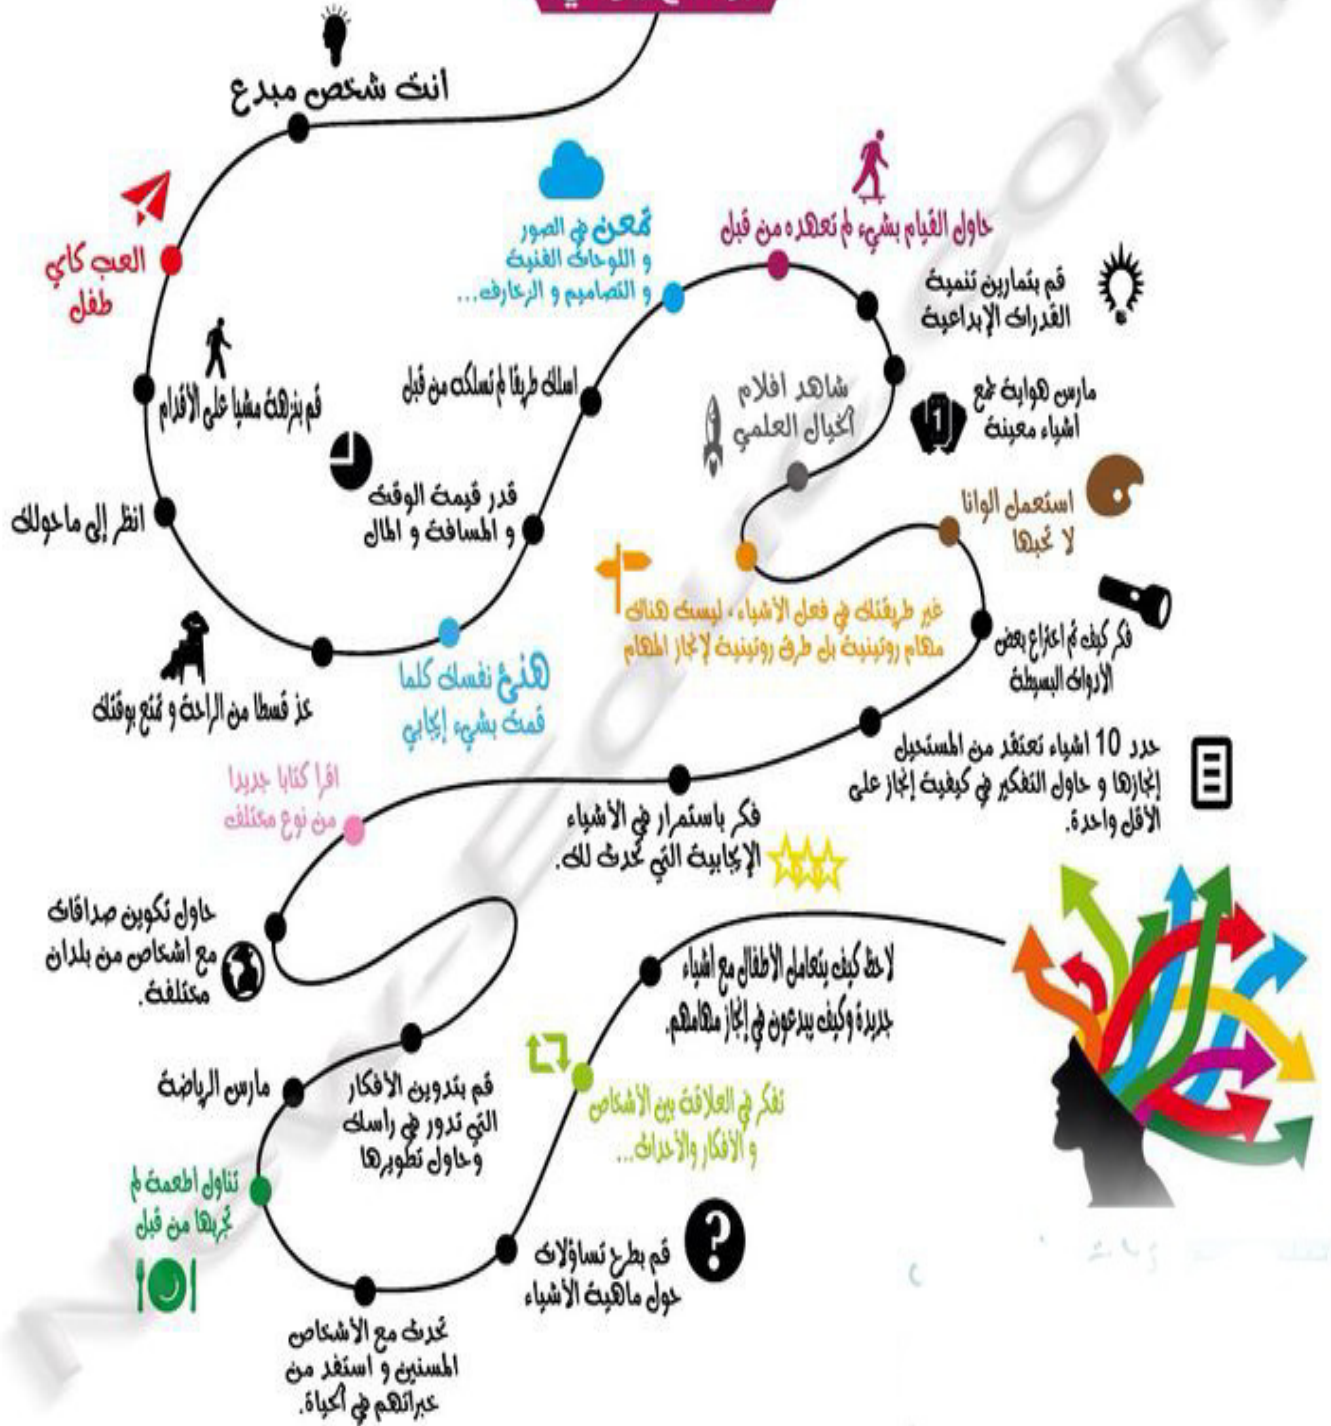 أنت شخص مبدع
العب كأي
طفل
قم بنزهة مشيا على الأقدام
انظر إلى ما حولك
خذ قسطا من الراحة و تمتع بوقتك
هنئ نفسك كلما
قمت بشيء إيجابي
قدر قيمة الوقت
و المسافة و المال
اسلك طريقا لم تسلكه من قبل
تمعن في الصور
و اللوحات الفنية
و التصاميم و الزخارف...
حاول القيام بشيء لم تعهده من قبل
قم بتمارين تنمية
القدرات الإبداعية
مارس هواية جمع
اشياء معينة
1
شاهد افلام
الخيال العلمي
غير طريقتك في فعل الأشياء، ليست هناك
مهام روتينية بل طرق روتينية لإنجاز المهام
استعمل الوانا
لا تحبها
فكر كيف تم اختراع بعض
الأدوات البسيطة
حدد 10 اشياء تعتقد من المستحيل
إنجازها و حاول التفكير في كيفية إنجاز على
الأقل واحدة.
فكر باستمرار في الأشياء
الإيجابية التي تحدث لك.
اقرا كتابا جديدا
من نوع مختلف
حاول تكوين صداقات
مع اشخاص من بلدان
مختلفة.
قم بتدوين الأفكار
التي تدور في راسك
وحاول تطويرها
مارس الرياضة
تناول اطعمة لم
تجربها من قبل
تحدث مع الأشخاص
المسنين و استفد من
خبراتهم في الحياة.
قم بطرح تساؤلات
حول ماهية الأشياء
?
تفكر في العلاقة بين الأشخاص
و الأفكار والأحداث...
لاحظ كيف يتعامل الأطفال مع اشياء
جديدة وكيف يبدعون في إنجاز مهامهم.